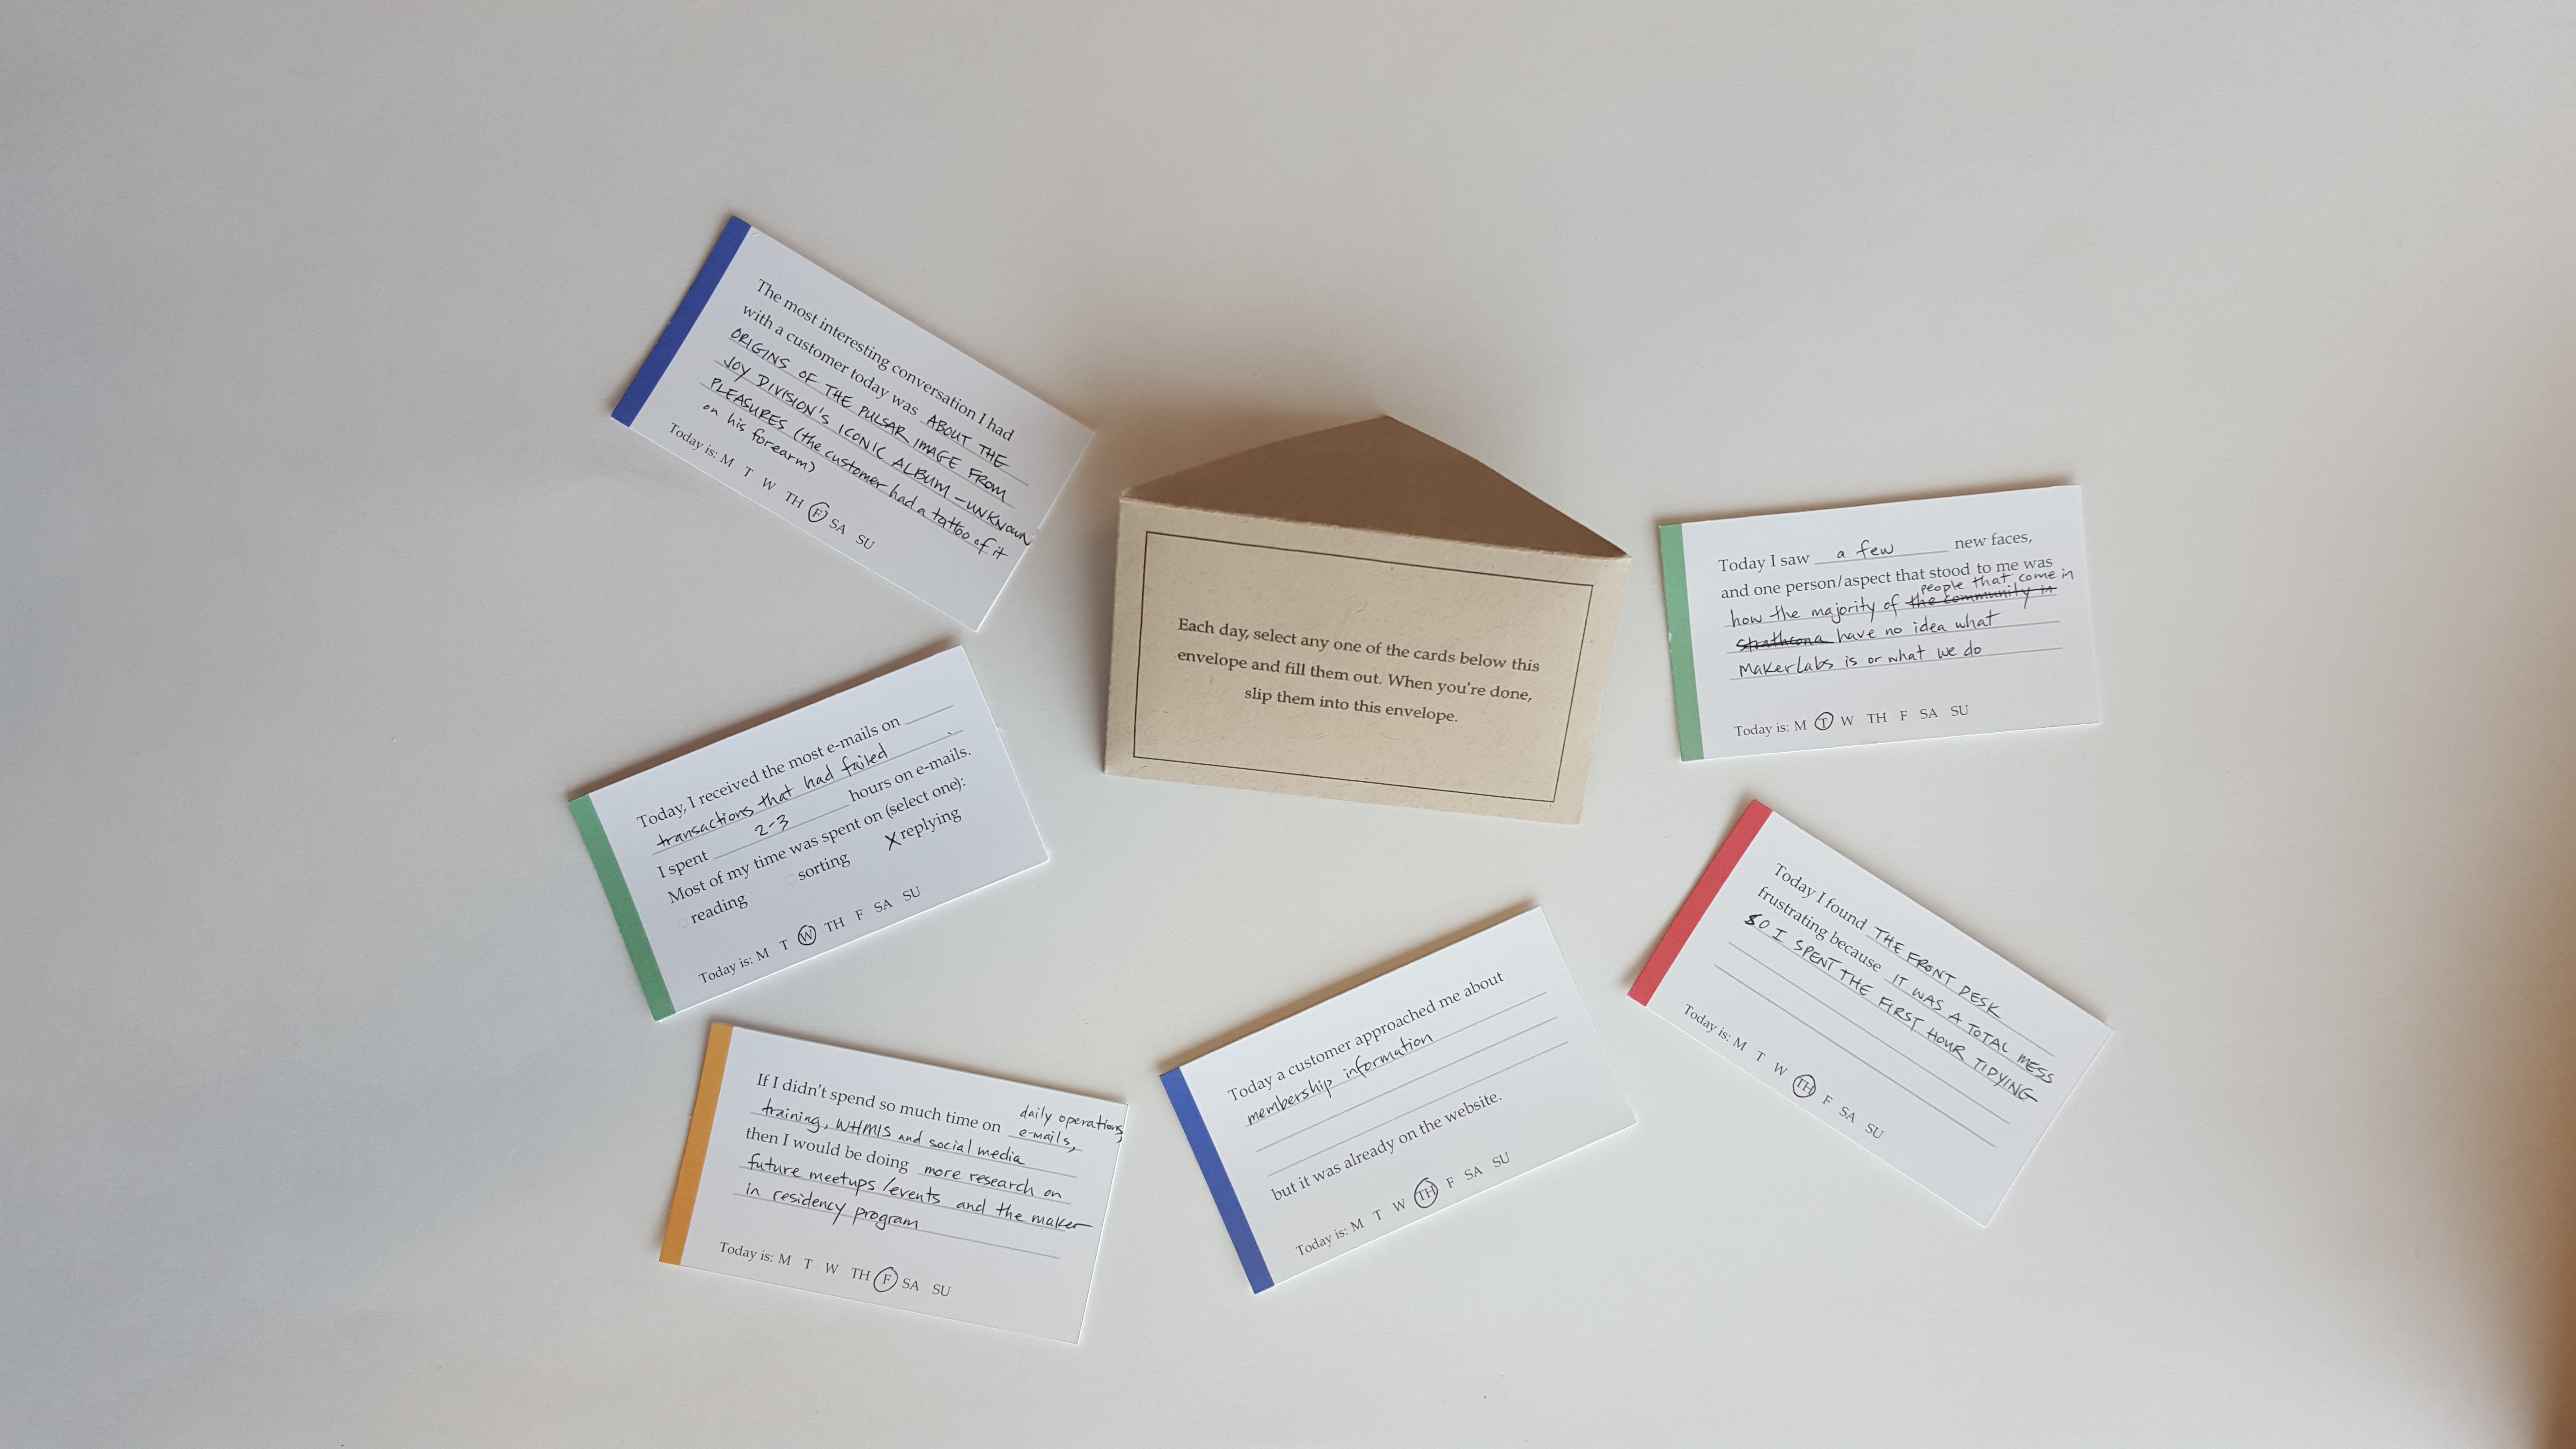 The most interesting conversation I had
with a customer today was ABOUT THE
ORIGINS OF THE PULSAR IMAGE FROM
JOY DIVISION'S ICONIC ALBUM – UNKNOWN
PLEASURES (the customer had a tattoo of it
on his forearm)
Today is: M T W TH F SA SU
Each day, select any one of the cards below this
envelope and fill them out. When you're done,
slip them into this envelope.
Today I saw a few new faces,
and one person/aspect that stood to me was
people that come in
how the majority of the community in
strathcona have no idea what
makerlabs is or what we do
Today is: M T W TH F SA SU
Today, I received the most e-mails on
transactions that had failed.
I spent 2-3 hours on e-mails.
Most of my time was spent on (select one):
reading sorting X replying
Today is: M T W TH F SA SU
Today I found THE FRONT DESK
frustrating because IT WAS A TOTAL MESS
SO I SPENT THE FIRST HOUR TIDYING
Today is: M T W TH F SA SU
If I didn't spend so much time on daily operations,
e-mails,
training, WHMIS and social media
then I would be doing more research on
future meetups/events and the maker
in residency program
Today is: M T W TH F SA SU
Today a customer approached me about
membership information
but it was already on the website.
Today is: M T W TH F SA SU